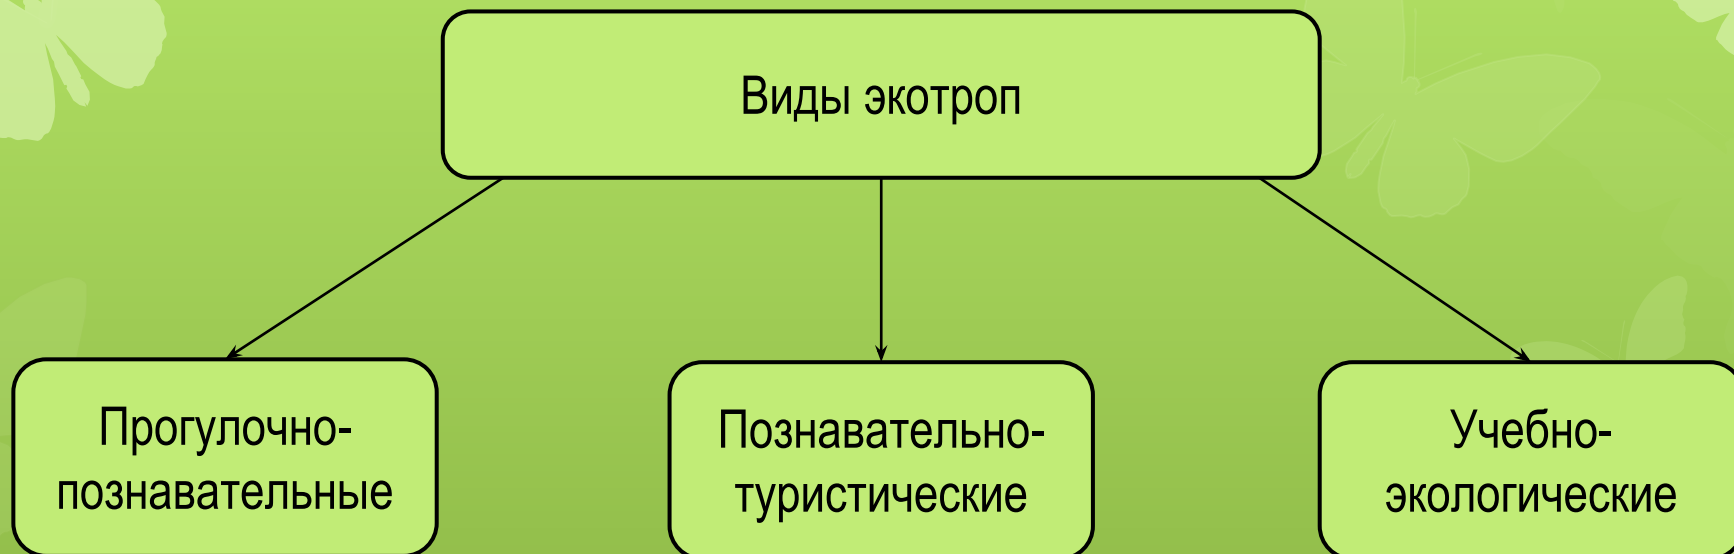 Виды экотроп
Прогулочно-
познавательные
Познавательно-
туристические
Учебно-
экологические